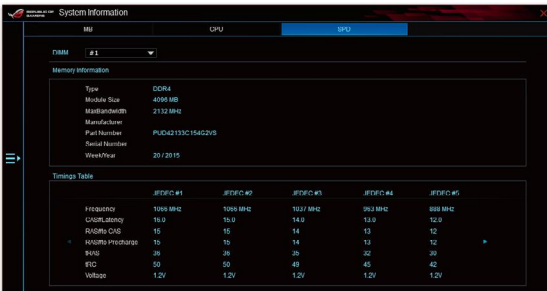 REPUBLIC OF GAMERS System Information
MB CPU SPD
DIMM #1
Memory Information
Type DDR4
Module Size 4096 MB
MaxBandwidth 2132 MHz
Manufacturer
Part Number PUD42133C154G2VS
Serial Number
Week/Year 20 / 2015
Timings Table
JEDEC #1 JEDEC #2 JEDEC #3 JEDEC #4 JEDEC #5
Frequency 1066 MHz 1066 MHz 1037 MHz 963 MHz 888 MHz
CAS#Latency 16.0 15.0 14.0 13.0 12.0
RAS#to CAS 15 15 14 13 12
RAS#to Precharge 15 15 14 13 12
tRAS 36 36 35 32 30
tRC 50 50 49 45 42
Voltage 1.2V 1.2V 1.2V 1.2V 1.2V